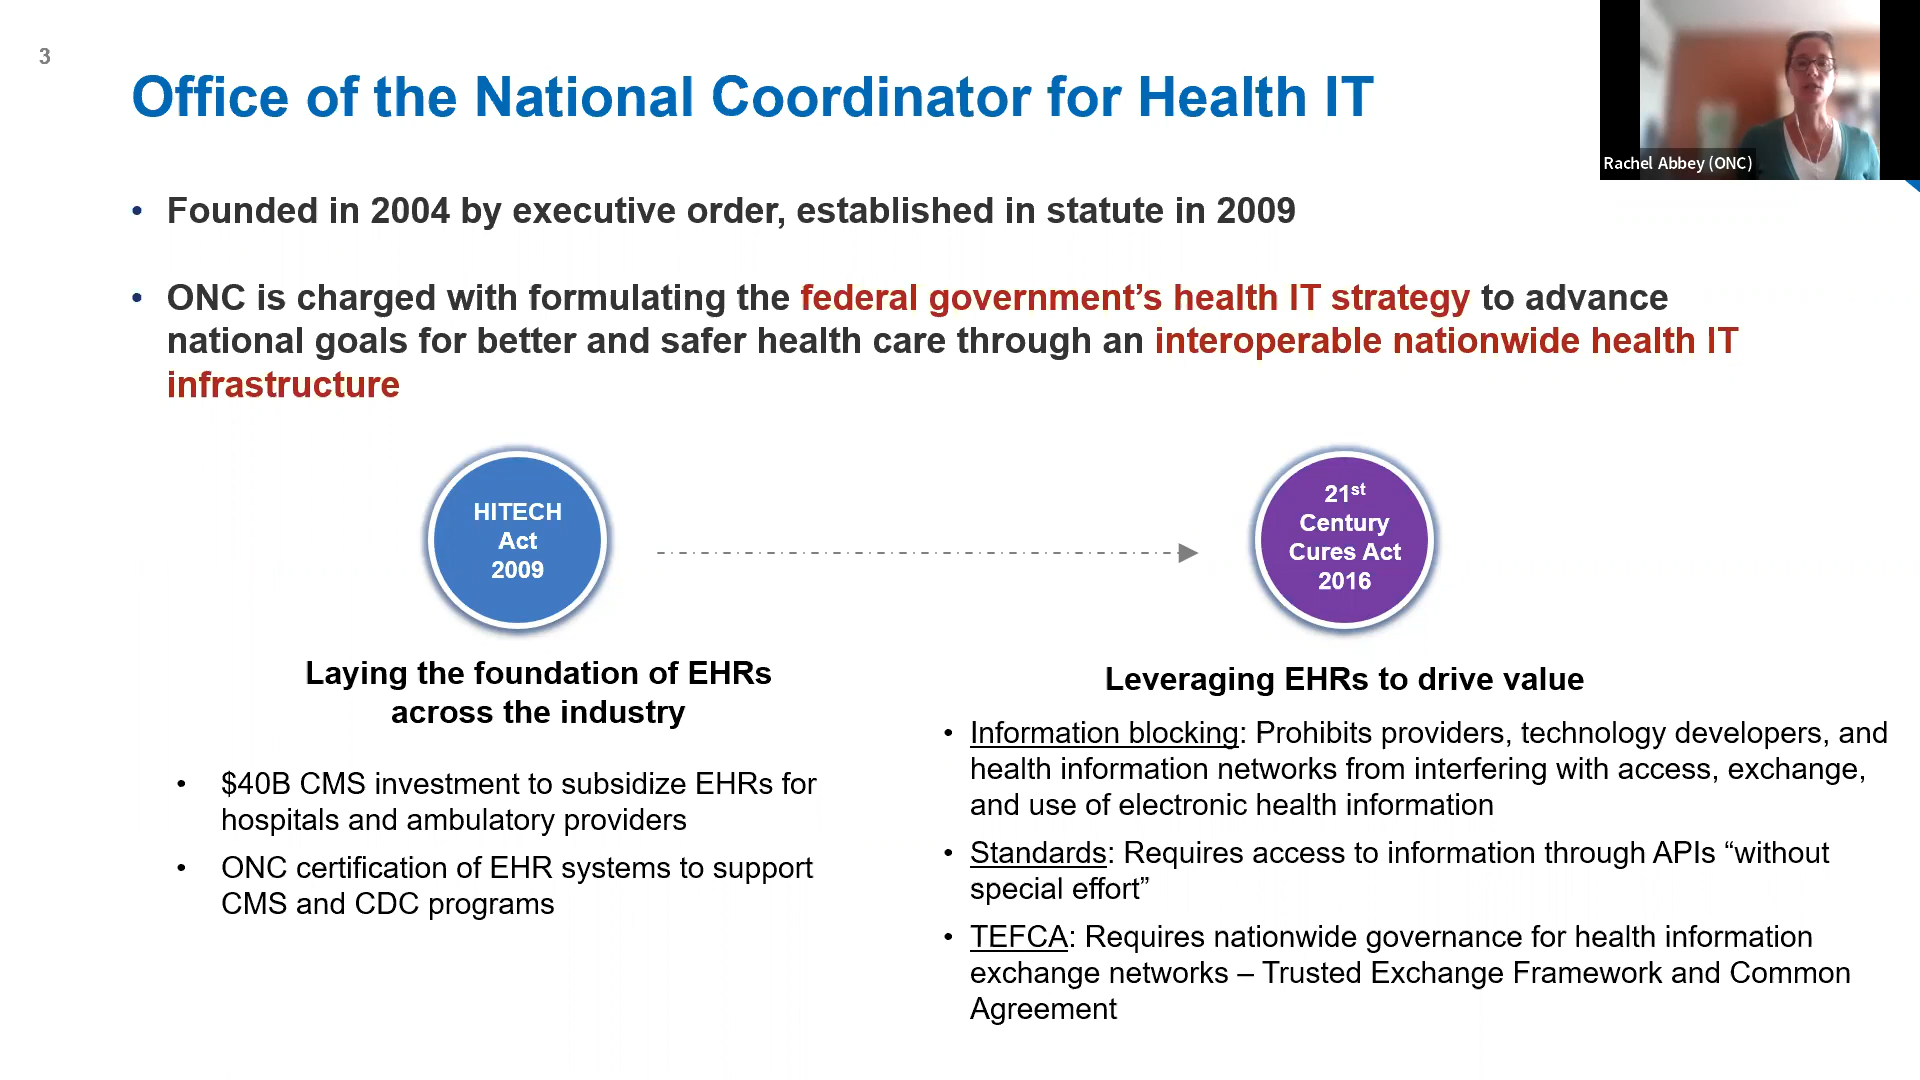 3
Office of the National Coordinator for Health IT
Rachel Abbey (ONC)
• Founded in 2004 by executive order, established in statute in 2009
• ONC is charged with formulating the federal government’s health IT strategy to advance
national goals for better and safer health care through an interoperable nationwide health IT
infrastructure
HITECH
Act
2009
Laying the foundation of EHRs
across the industry
• $40B CMS investment to subsidize EHRs for
hospitals and ambulatory providers
• ONC certification of EHR systems to support
CMS and CDC programs
21st
Century
Cures Act
2016
Leveraging EHRs to drive value
• Information blocking: Prohibits providers, technology developers, and
health information networks from interfering with access, exchange,
and use of electronic health information
• Standards: Requires access to information through APIs “without
special effort”
• TEFCA: Requires nationwide governance for health information
exchange networks – Trusted Exchange Framework and Common
Agreement